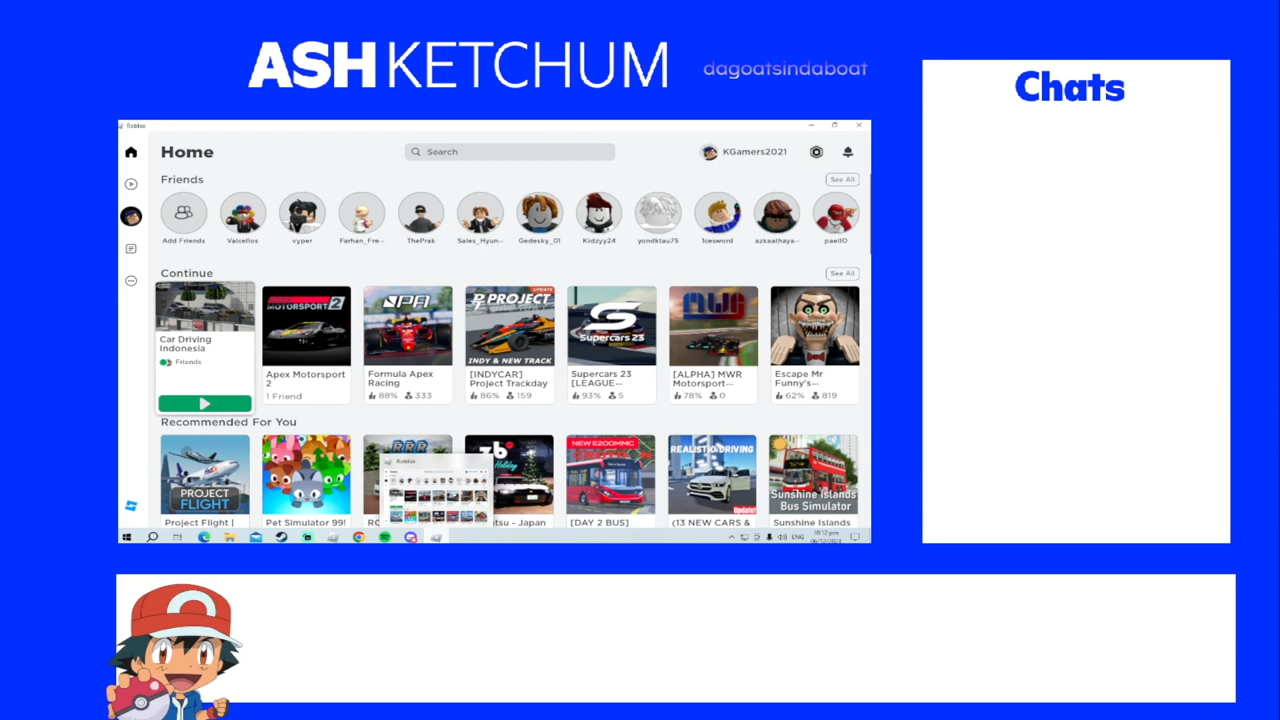 ASH KETCHUM
dagoatsindaboat
Chats
Roblox
Home
Search
KGamers2021
Friends
See All
Add Friends
Valcellos
vyper
Farhan_Fre...
ThePrak
Sales_Hyun...
Gedesky_01
Kidzyy24
yondktau75
1cesword
azkaathaya...
Continue
See All
MOTORSPORT 2
UPDATE
PROJECT
INDY & NEW TRACK
Supercars 23
Car Driving
Indonesia
Friends
Apex Motorsport
2
1 Friend
Formula Apex
Racing
88% 333
[INDYCAR]
Project Trackday
86% 159
Supercars 23
[LEAGUE...
93% 5
[ALPHA] MWR
Motorsport...
78% 0
Escape Mr
Funny's...
62% 819
Recommended For You
FedEx
PROJECT
FLIGHT
Roblox
Holiday
NEW E200MMC
REALISTIC DRIVING
Update!
Sunshine Islands
Bus Simulator
Project Flight |
Pet Simulator 99!
tsu - Japan
[DAY 2 BUS]
(13 NEW CARS &
Sunshine Islands
ENG